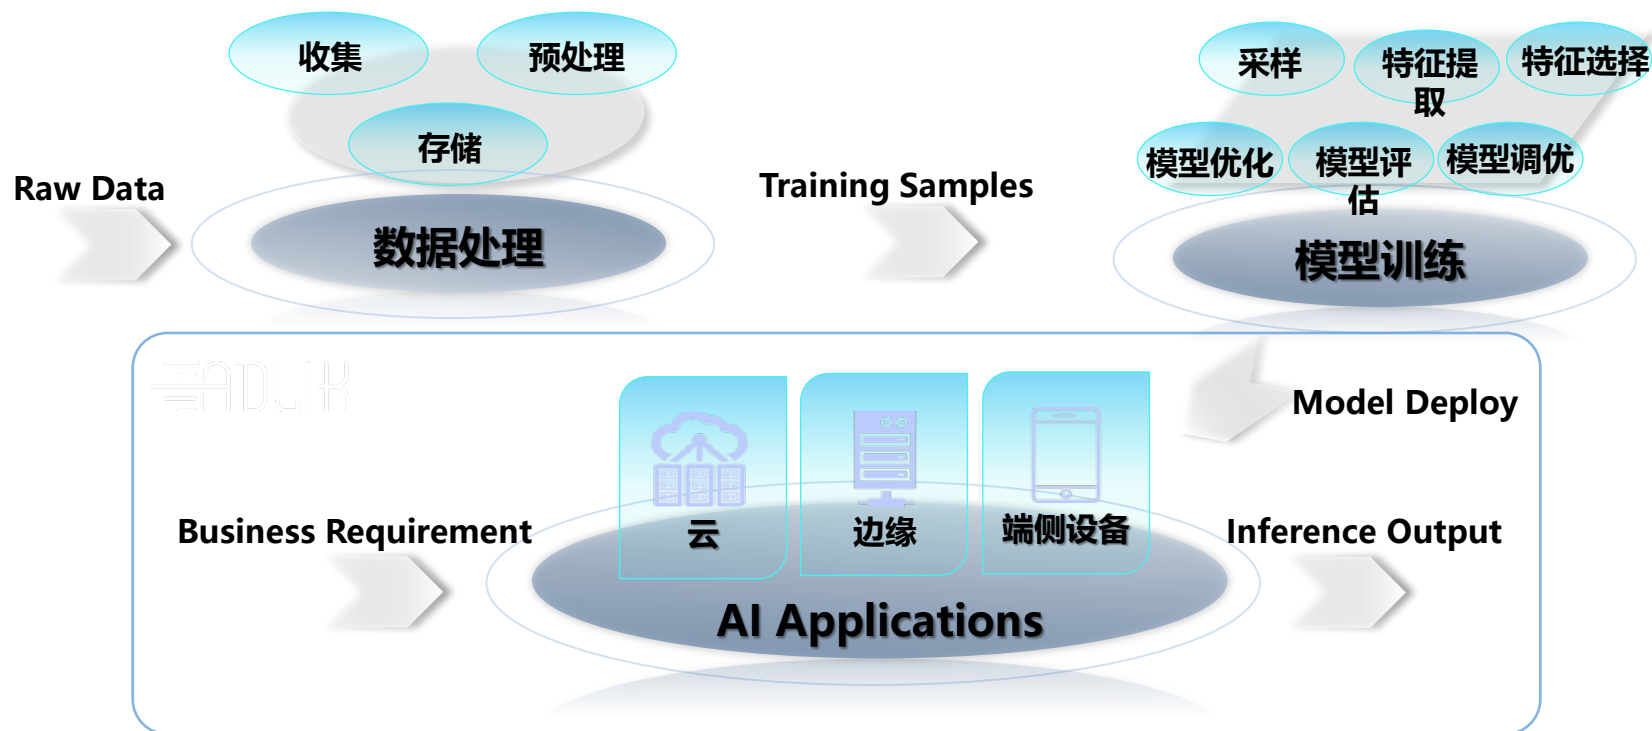 收集
预处理
存储
Raw Data
数据处理
Training Samples
采样
特征提
取
特征选择
模型优化
模型评
估
模型调优
模型训练
ADLIK
Model Deploy
Business Requirement
云
边缘
端侧设备
Inference Output
AI Applications